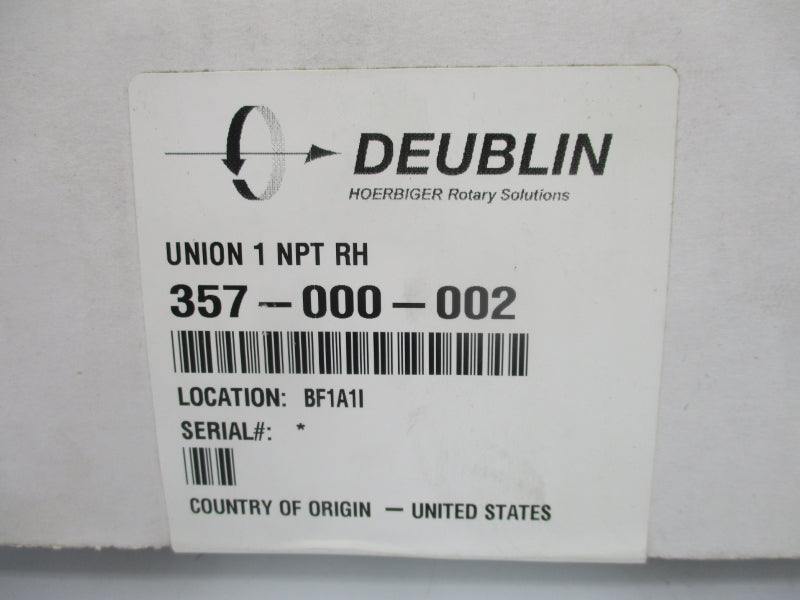 DEUBLIN
HOERBIGER Rotary Solutions
UNION 1 NPT RH
357-000-002
LOCATION: BF1A1I
SERIAL#: *
COUNTRY OF ORIGIN - UNITED STATES